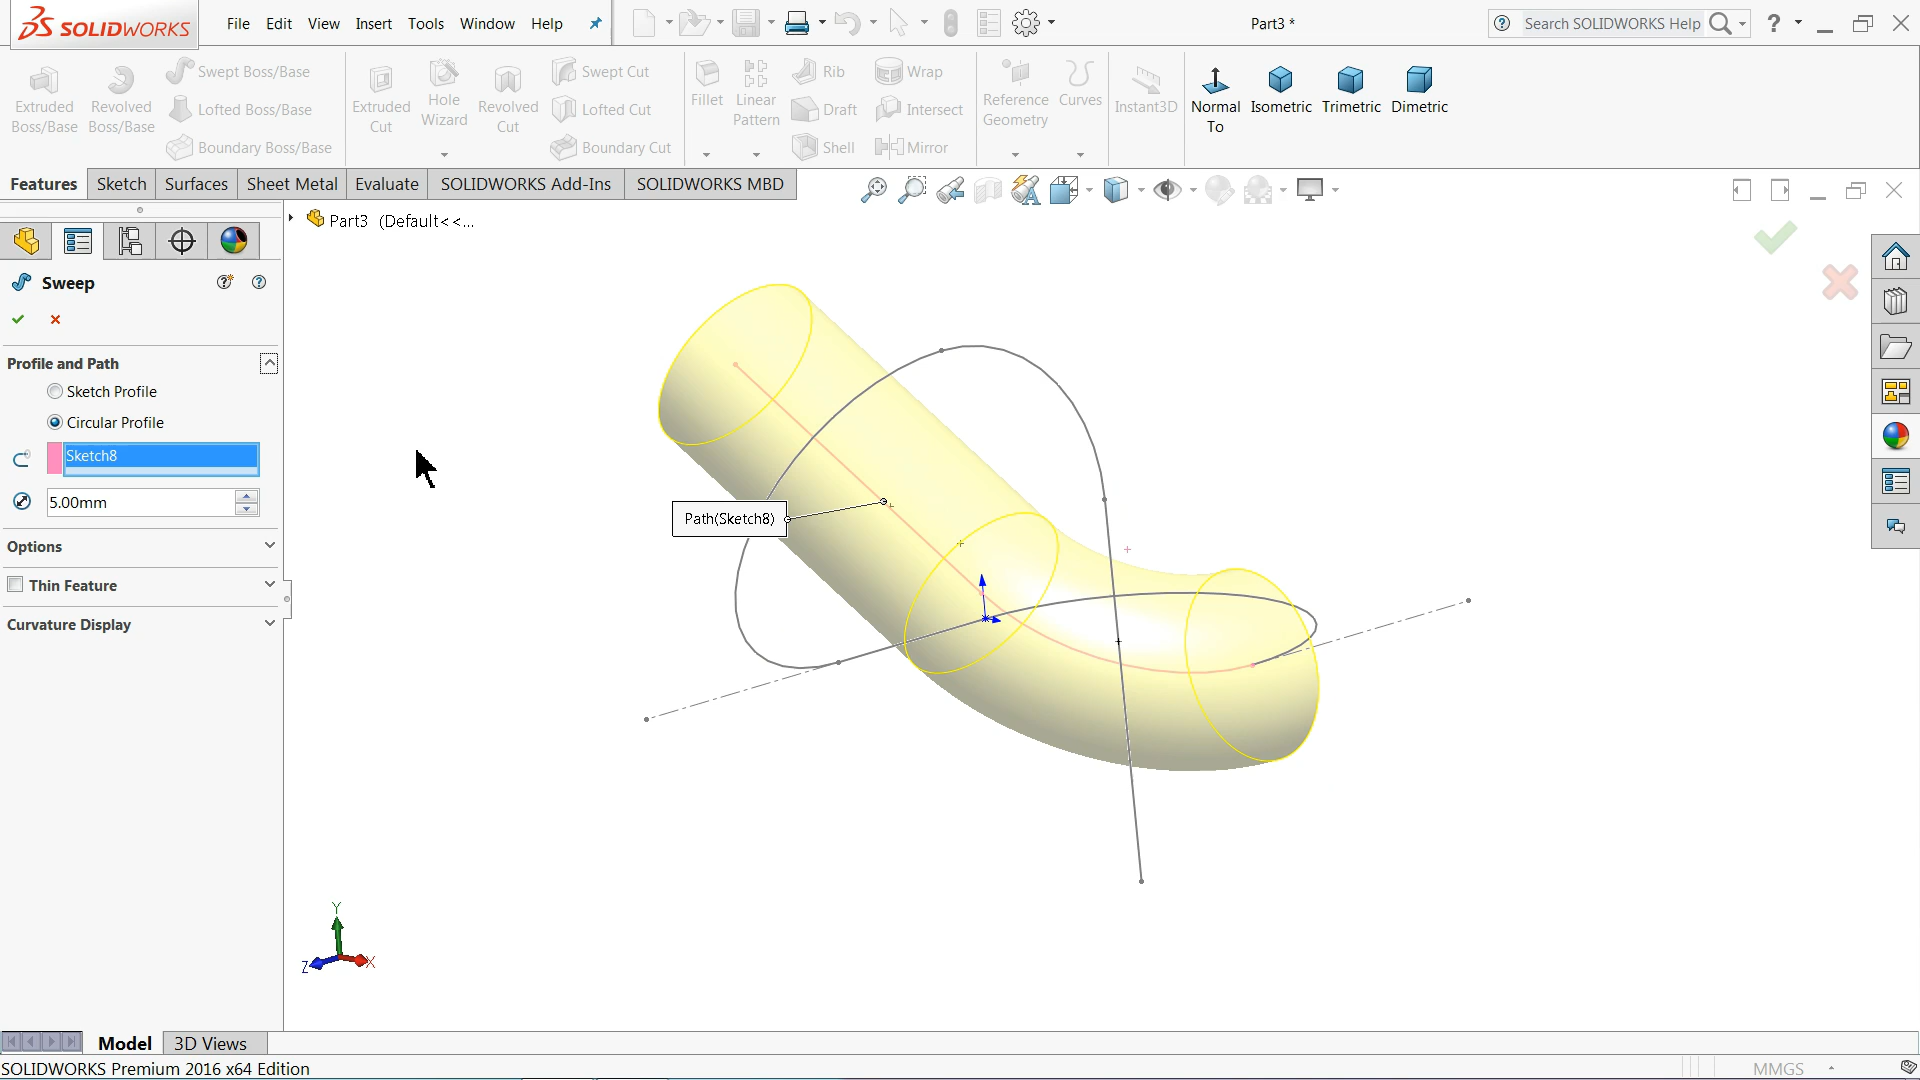 SOLIDWORKS File Edit View Insert Tools Window Help Part3 * Search SOLIDWORKS Help ?
Extruded Boss/Base
Revolved Boss/Base
Swept Boss/Base
Lofted Boss/Base
Boundary Boss/Base
Extruded Cut
Hole Wizard
Revolved Cut
Swept Cut
Lofted Cut
Boundary Cut
Fillet
Linear Pattern
Rib
Draft
Shell
Wrap
Intersect
Mirror
Reference Geometry
Curves
Instant3D
Normal To
Isometric
Trimetric
Dimetric
Features Sketch Surfaces Sheet Metal Evaluate SOLIDWORKS Add-Ins SOLIDWORKS MBD
Part3 (Default<<...
Sweep
Profile and Path
Sketch Profile
Circular Profile
Sketch8
5.00mm
Options
Thin Feature
Curvature Display
Path(Sketch8)
Y
Z
X
Model 3D Views
SOLIDWORKS Premium 2016 x64 Edition MMGS